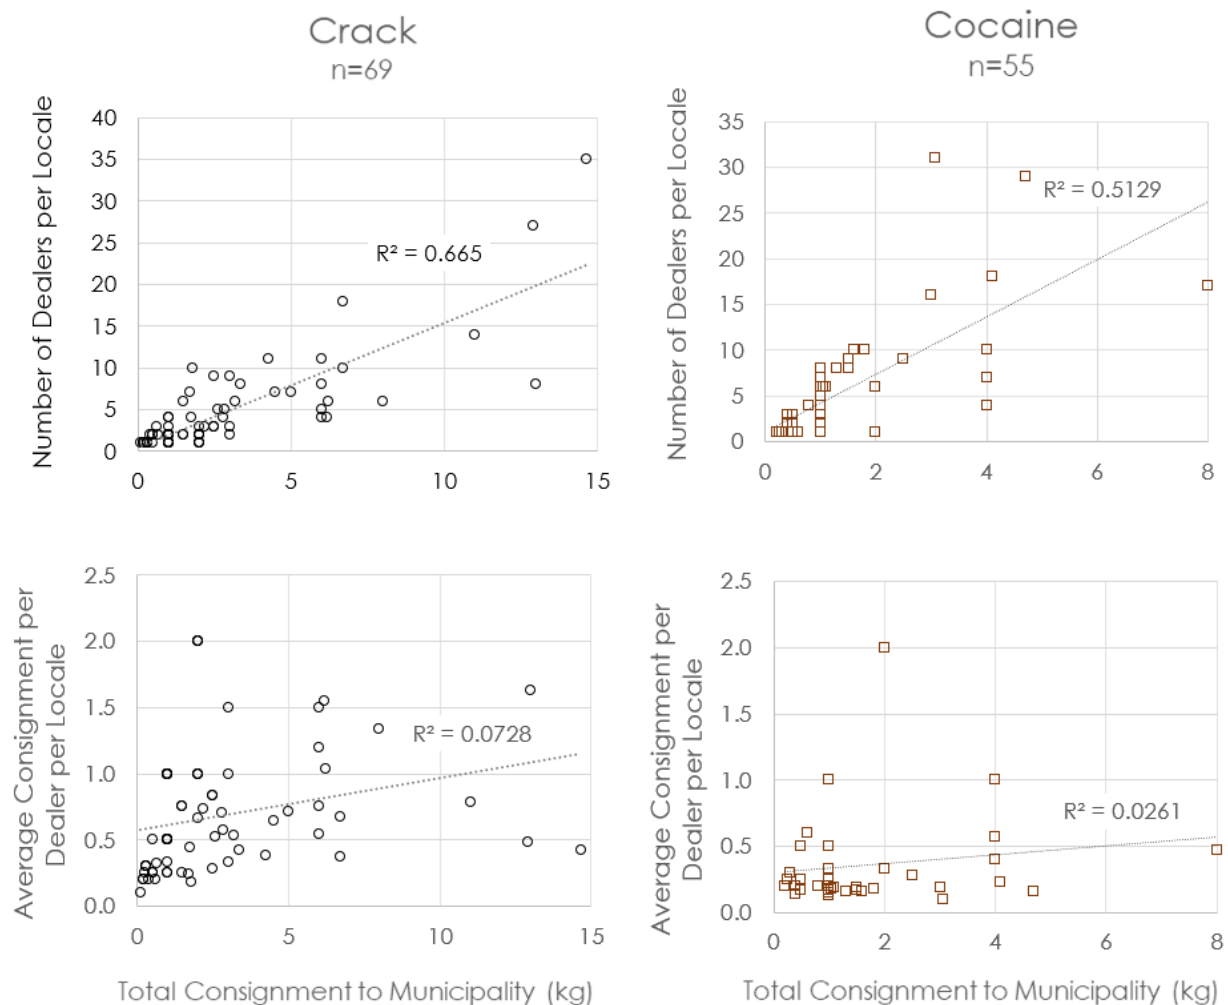 Crack
n=69
Number of Dealers per Locale
40
35
30
25
20
15
10
5
0
R² = 0.665
0 5 10 15
Cocaine
n=55
Number of Dealers per Locale
35
30
25
20
15
10
5
0
R² = 0.5129
0 2 4 6 8
Average Consignment per
Dealer per Locale
2.5
2.0
1.5
1.0
0.5
0.0
R² = 0.0728
0 5 10 15
Total Consignment to Municipality (kg)
Average Consignment per
Dealer per Locale
2.5
2.0
1.5
1.0
0.5
0.0
R² = 0.0261
0 2 4 6 8
Total Consignment to Municipality (kg)